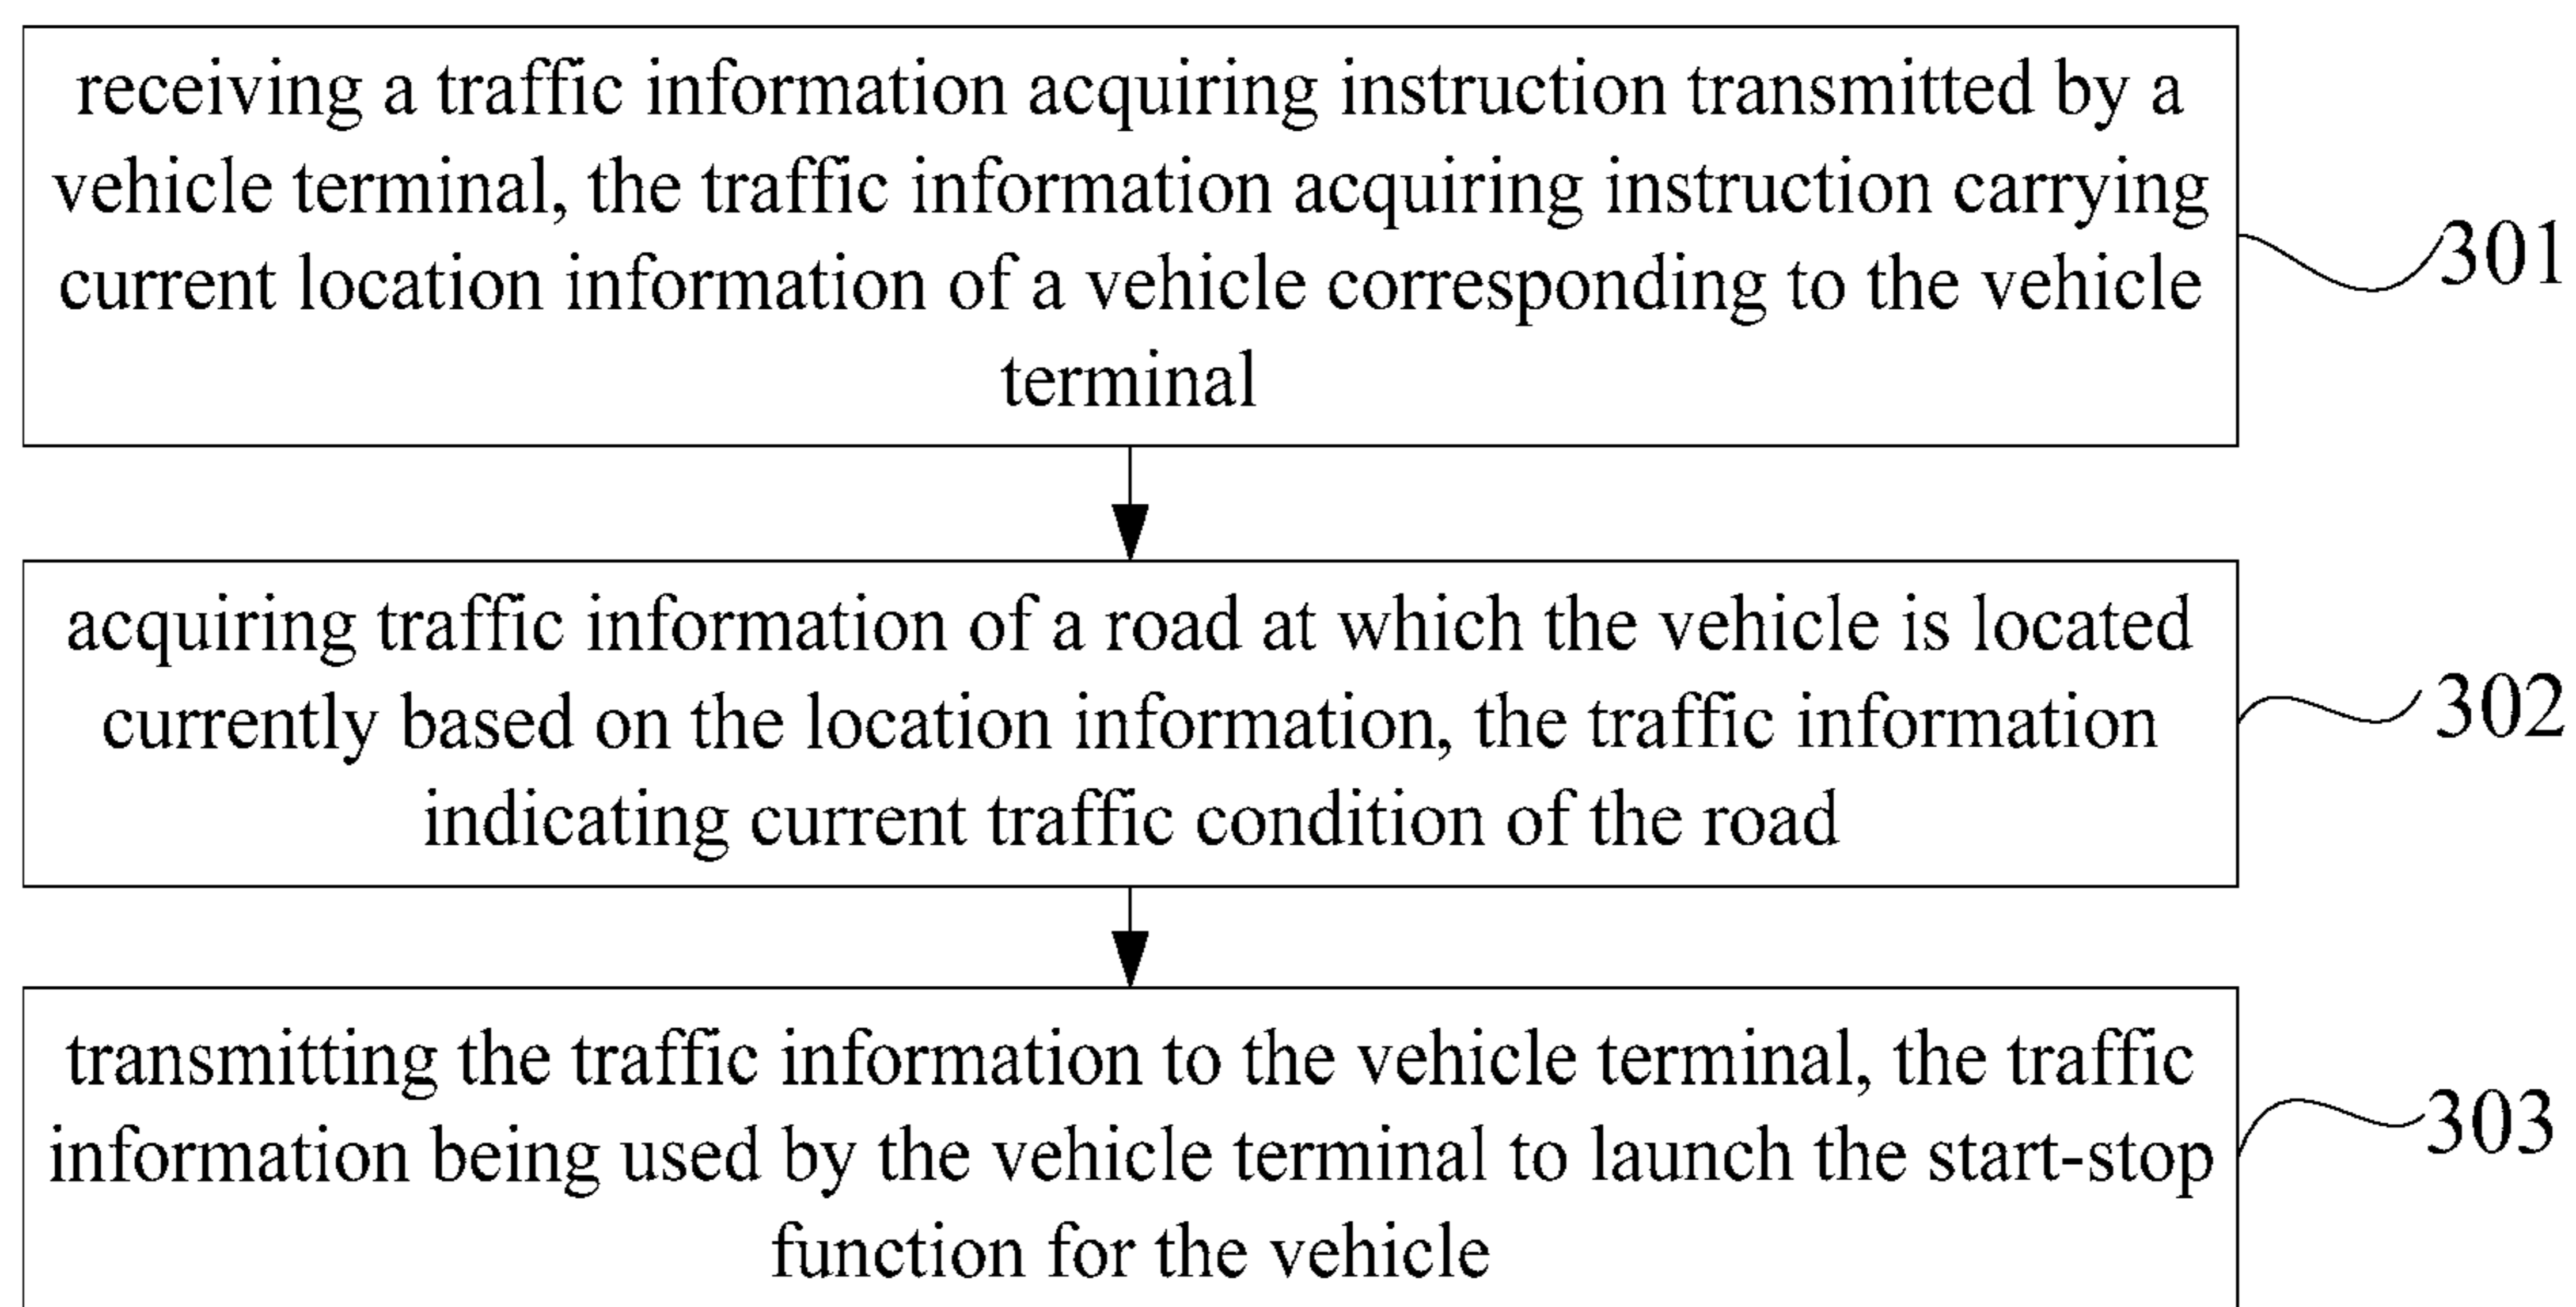 receiving a traffic information acquiring instruction transmitted by a
vehicle terminal, the traffic information acquiring instruction carrying
current location information of a vehicle corresponding to the vehicle
terminal
301
acquiring traffic information of a road at which the vehicle is located
currently based on the location information, the traffic information
indicating current traffic condition of the road
302
transmitting the traffic information to the vehicle terminal, the traffic
information being used by the vehicle terminal to launch the start-stop
function for the vehicle
303